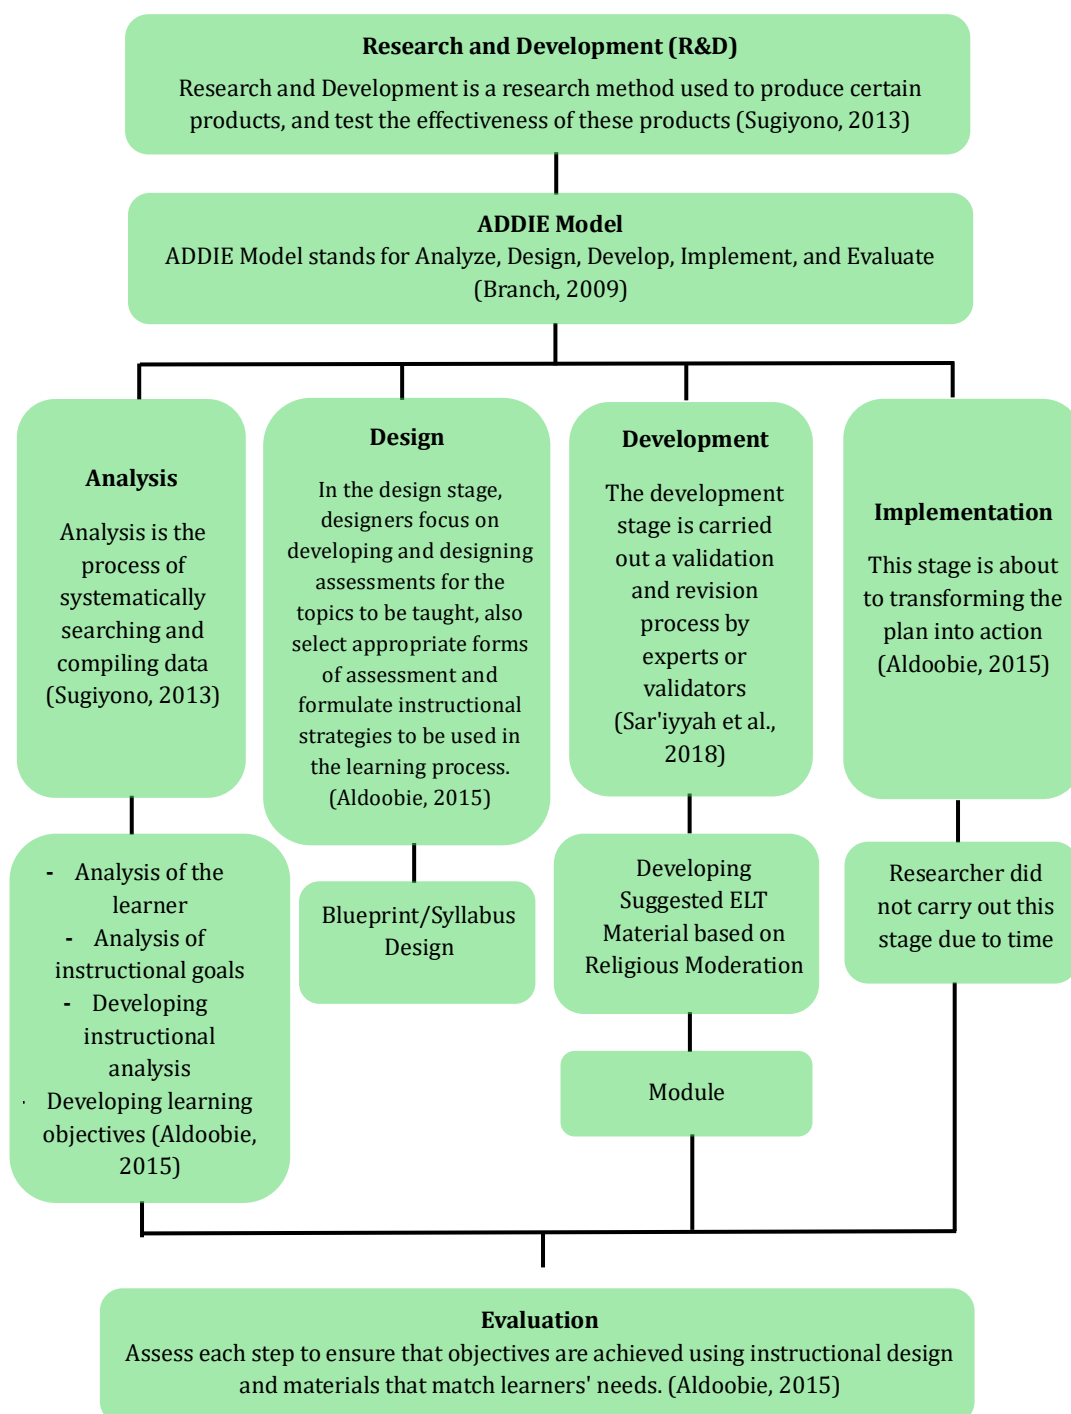 Research and Development (R&D)
Research and Development is a research method used to produce certain
products, and test the effectiveness of these products (Sugiyono, 2013)
ADDIE Model
ADDIE Model stands for Analyze, Design, Develop, Implement, and Evaluate
(Branch, 2009)
Analysis
Analysis is the
process of
systematically
searching and
compiling data
(Sugiyono, 2013)
Design
In the design stage,
designers focus on
developing and designing
assessments for the
topics to be taught, also
select appropriate forms
of assessment and
formulate instructional
strategies to be used in
the learning process.
(Aldoobie, 2015)
Development
The development
stage is carried
out a validation
and revision
process by
experts or
validators
(Sar'iyyah et al.,
2018)
Implementation
This stage is about
to transforming the
plan into action
(Aldoobie, 2015)
- Analysis of the
learner
- Analysis of
instructional goals
- Developing
instructional
analysis
- Developing learning
objectives (Aldoobie,
2015)
Blueprint/Syllabus
Design
Developing
Suggested ELT
Material based on
Religious Moderation
Researcher did
not carry out this
stage due to time
Module
Evaluation
Assess each step to ensure that objectives are achieved using instructional design
and materials that match learners' needs. (Aldoobie, 2015)